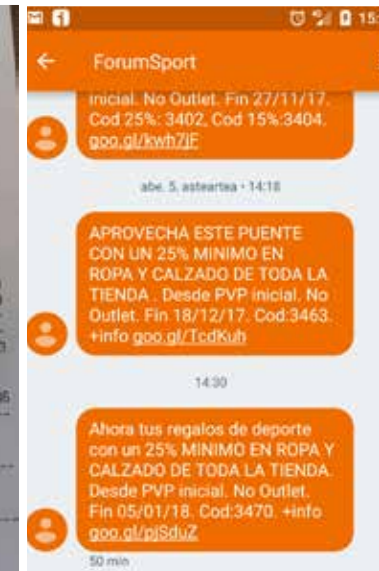 15:
ForumSport
inicial. No Outlet. Fin 27/11/17.
Cod 25%: 3402, Cod 15%:3404.
goo.gl/kwh7jF
abe. 5, asteartea • 14:18
APROVECHA ESTE PUENTE
CON UN 25% MINIMO EN
ROPA Y CALZADO DE TODA LA
TIENDA . Desde PVP inicial. No
Outlet. Fin 18/12/17. Cod:3463.
+info goo.gl/TcdKuh
14:30
Ahora tus regalos de deporte
con un 25% MINIMO EN ROPA Y
CALZADO DE TODA LA TIENDA.
Desde PVP inicial. No Outlet.
Fin 05/01/18. Cod:3470. +info
goo.gl/pjSduZ
50 min